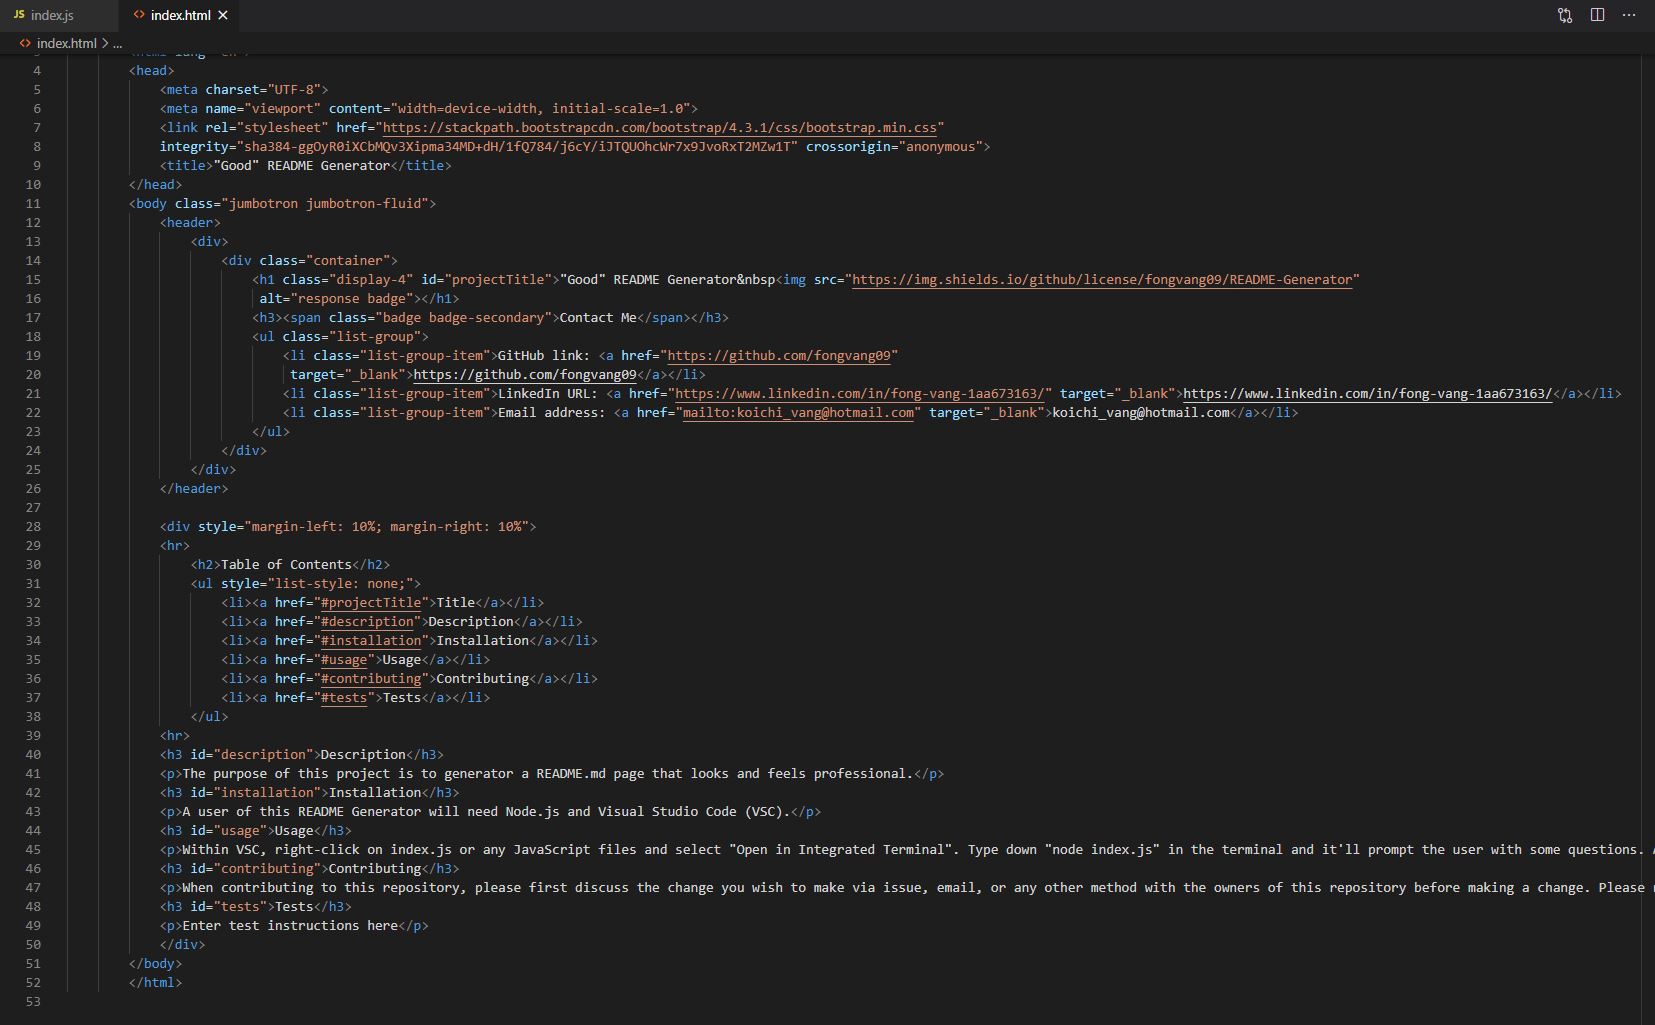 JS index.js
<> index.html ×
<> index.html > ...
4 <head>
5 <meta charset="UTF-8">
6 <meta name="viewport" content="width=device-width, initial-scale=1.0">
7 <link rel="stylesheet" href="https://stackpath.bootstrapcdn.com/bootstrap/4.3.1/css/bootstrap.min.css"
8 integrity="sha384-ggOyR0iXCbMQv3Xipma34MD+dH/1fQ784/j6cY/iJTQUOhcWr7x9JvoRxT2MZw1T" crossorigin="anonymous">
9 <title>"Good" README Generator</title>
10 </head>
11 <body class="jumbotron jumbotron-fluid">
12 <header>
13 <div>
14 <div class="container">
15 <h1 class="display-4" id="projectTitle">"Good" README Generator&nbsp<img src="https://img.shields.io/github/license/fongvang09/README-Generator"
16 alt="response badge"></h1>
17 <h3><span class="badge badge-secondary">Contact Me</span></h3>
18 <ul class="list-group">
19 <li class="list-group-item">GitHub link: <a href="https://github.com/fongvang09"
20 target="_blank">https://github.com/fongvang09</a></li>
21 <li class="list-group-item">LinkedIn URL: <a href="https://www.linkedin.com/in/fong-vang-1aa673163/" target="_blank">https://www.linkedin.com/in/fong-vang-1aa673163/</a></li>
22 <li class="list-group-item">Email address: <a href="mailto:koichi_vang@hotmail.com" target="_blank">koichi_vang@hotmail.com</a></li>
23 </ul>
24 </div>
25 </div>
26 </header>
27
28 <div style="margin-left: 10%; margin-right: 10%">
29 <hr>
30 <h2>Table of Contents</h2>
31 <ul style="list-style: none;">
32 <li><a href="#projectTitle">Title</a></li>
33 <li><a href="#description">Description</a></li>
34 <li><a href="#installation">Installation</a></li>
35 <li><a href="#usage">Usage</a></li>
36 <li><a href="#contributing">Contributing</a></li>
37 <li><a href="#tests">Tests</a></li>
38 </ul>
39 <hr>
40 <h3 id="description">Description</h3>
41 <p>The purpose of this project is to generator a README.md page that looks and feels professional.</p>
42 <h3 id="installation">Installation</h3>
43 <p>A user of this README Generator will need Node.js and Visual Studio Code (VSC).</p>
44 <h3 id="usage">Usage</h3>
45 <p>Within VSC, right-click on index.js or any JavaScript files and select "Open in Integrated Terminal". Type down "node index.js" in the terminal and it'll prompt the user with some questions.
46 <h3 id="contributing">Contributing</h3>
47 <p>When contributing to this repository, please first discuss the change you wish to make via issue, email, or any other method with the owners of this repository before making a change. Please
48 <h3 id="tests">Tests</h3>
49 <p>Enter test instructions here</p>
50 </div>
51 </body>
52 </html>
53